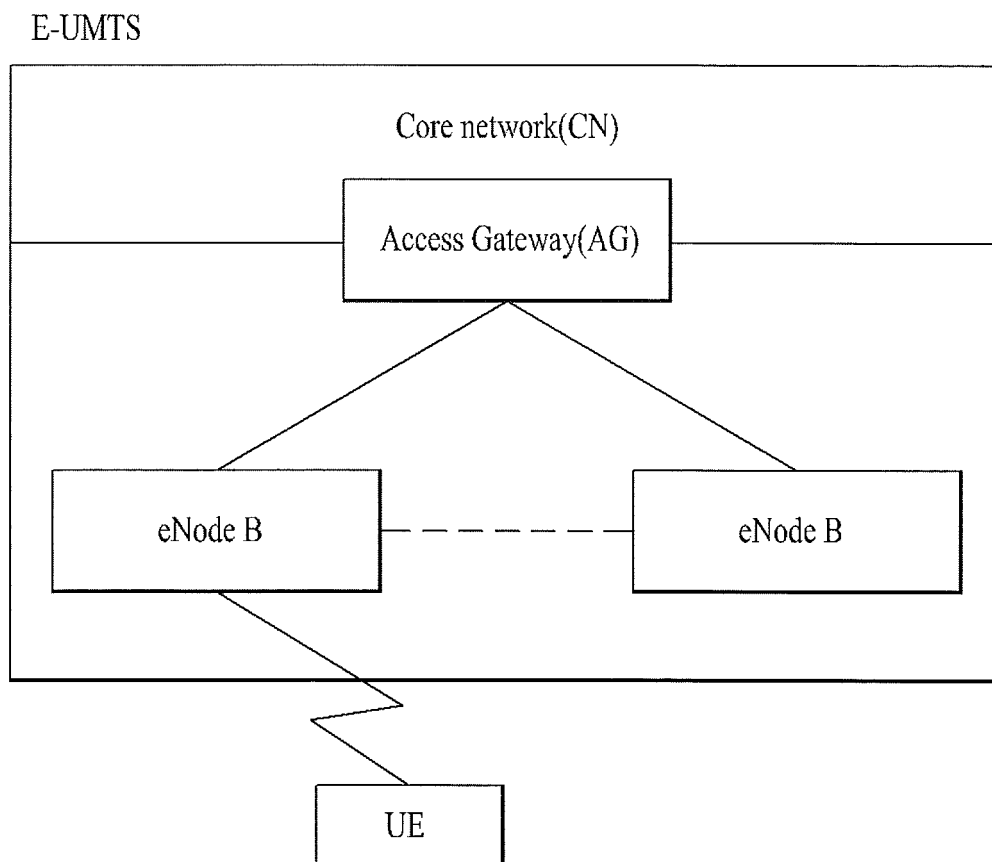 E-UMTS
Core network(CN)
Access Gateway(AG)
eNode B
eNode B
UE